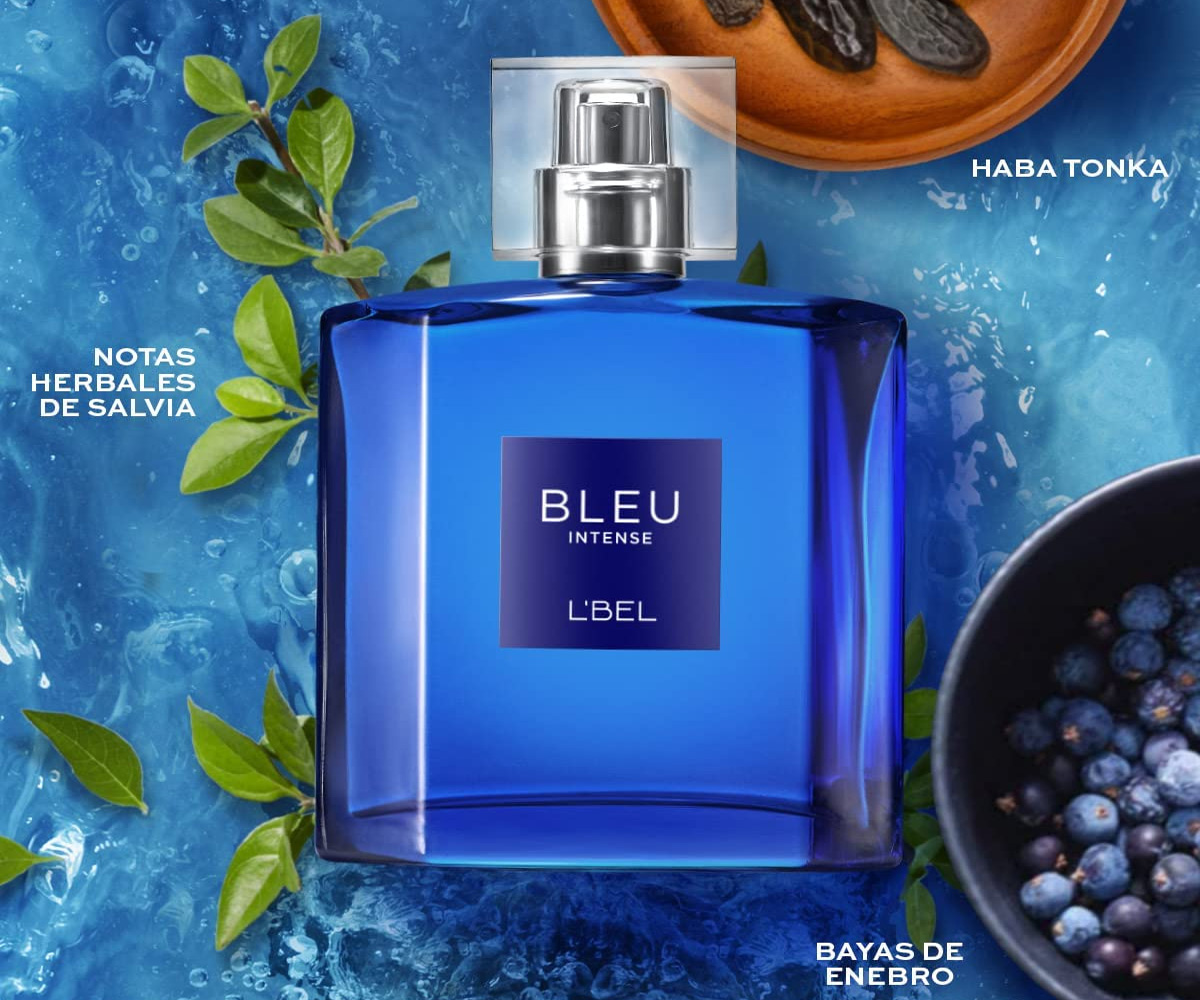 HABA TONKA
NOTAS
HERBALES
DE SALVIA
BLEU
INTENSE
L'BEL
BAYAS DE
ENEBRO